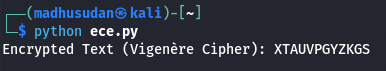 ┌──(madhusudan㉿kali)-[~]
└─$ python ece.py
Encrypted Text (Vigenère Cipher): XTAUVPGYZKGS